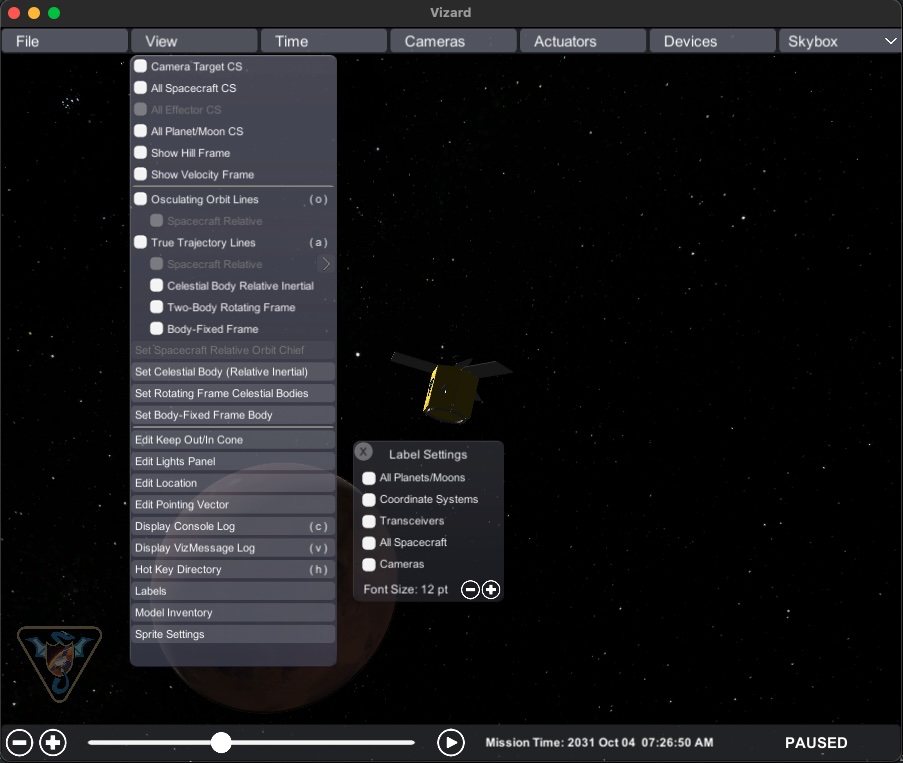 Vizard
File View Time Cameras Actuators Devices Skybox
Camera Target CS
All Spacecraft CS
All Effector CS
All Planet/Moon CS
Show Hill Frame
Show Velocity Frame
Osculating Orbit Lines (o)
Spacecraft Relative
True Trajectory Lines (a)
Spacecraft Relative
Celestial Body Relative Inertial
Two-Body Rotating Frame
Body-Fixed Frame
Set Spacecraft Relative Orbit Chief
Set Celestial Body (Relative Inertial)
Set Rotating Frame Celestial Bodies
Set Body-Fixed Frame Body
Edit Keep Out/In Cone
Edit Lights Panel
Edit Location
Edit Pointing Vector
Display Console Log (c)
Display VizMessage Log (v)
Hot Key Directory (h)
Labels
Model Inventory
Sprite Settings
X Label Settings
All Planets/Moons
Coordinate Systems
Transceivers
All Spacecraft
Cameras
Font Size: 12 pt
Mission Time: 2031 Oct 04 07:26:50 AM PAUSED